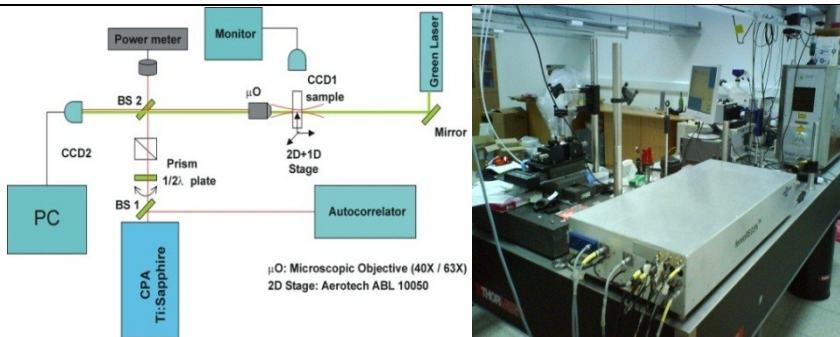 Power meter
Monitor
Green Laser
CCD1
sample
μO
BS 2
Mirror
2D+1D
Stage
CCD2
Prism
1/2λ plate
PC
BS 1
Autocorrelator
CPA
Ti:Sapphire
μO: Microscopic Objective (40X / 63X)
2D Stage: Aerotech ABL 10050
THOR